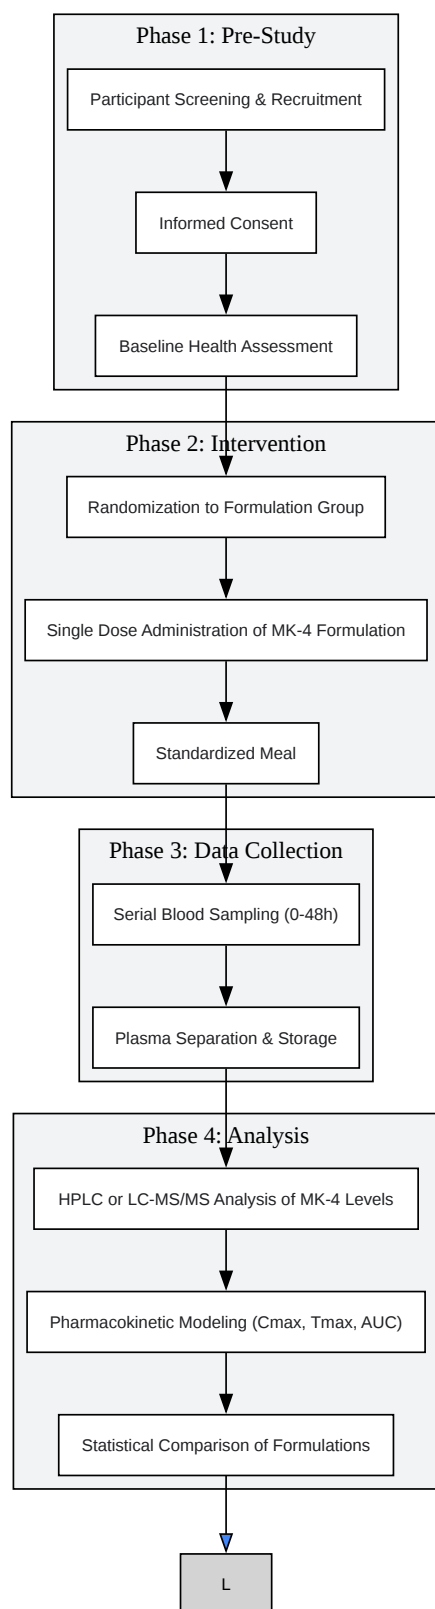 Phase 1: Pre-Study
Participant Screening & Recruitment
Informed Consent
Baseline Health Assessment
Phase 2: Intervention
Randomization to Formulation Group
Single Dose Administration of MK-4 Formulation
Standardized Meal
Phase 3: Data Collection
Serial Blood Sampling (0-48h)
Plasma Separation & Storage
Phase 4: Analysis
HPLC or LC-MS/MS Analysis of MK-4 Levels
Pharmacokinetic Modeling (Cmax, Tmax, AUC)
Statistical Comparison of Formulations
L